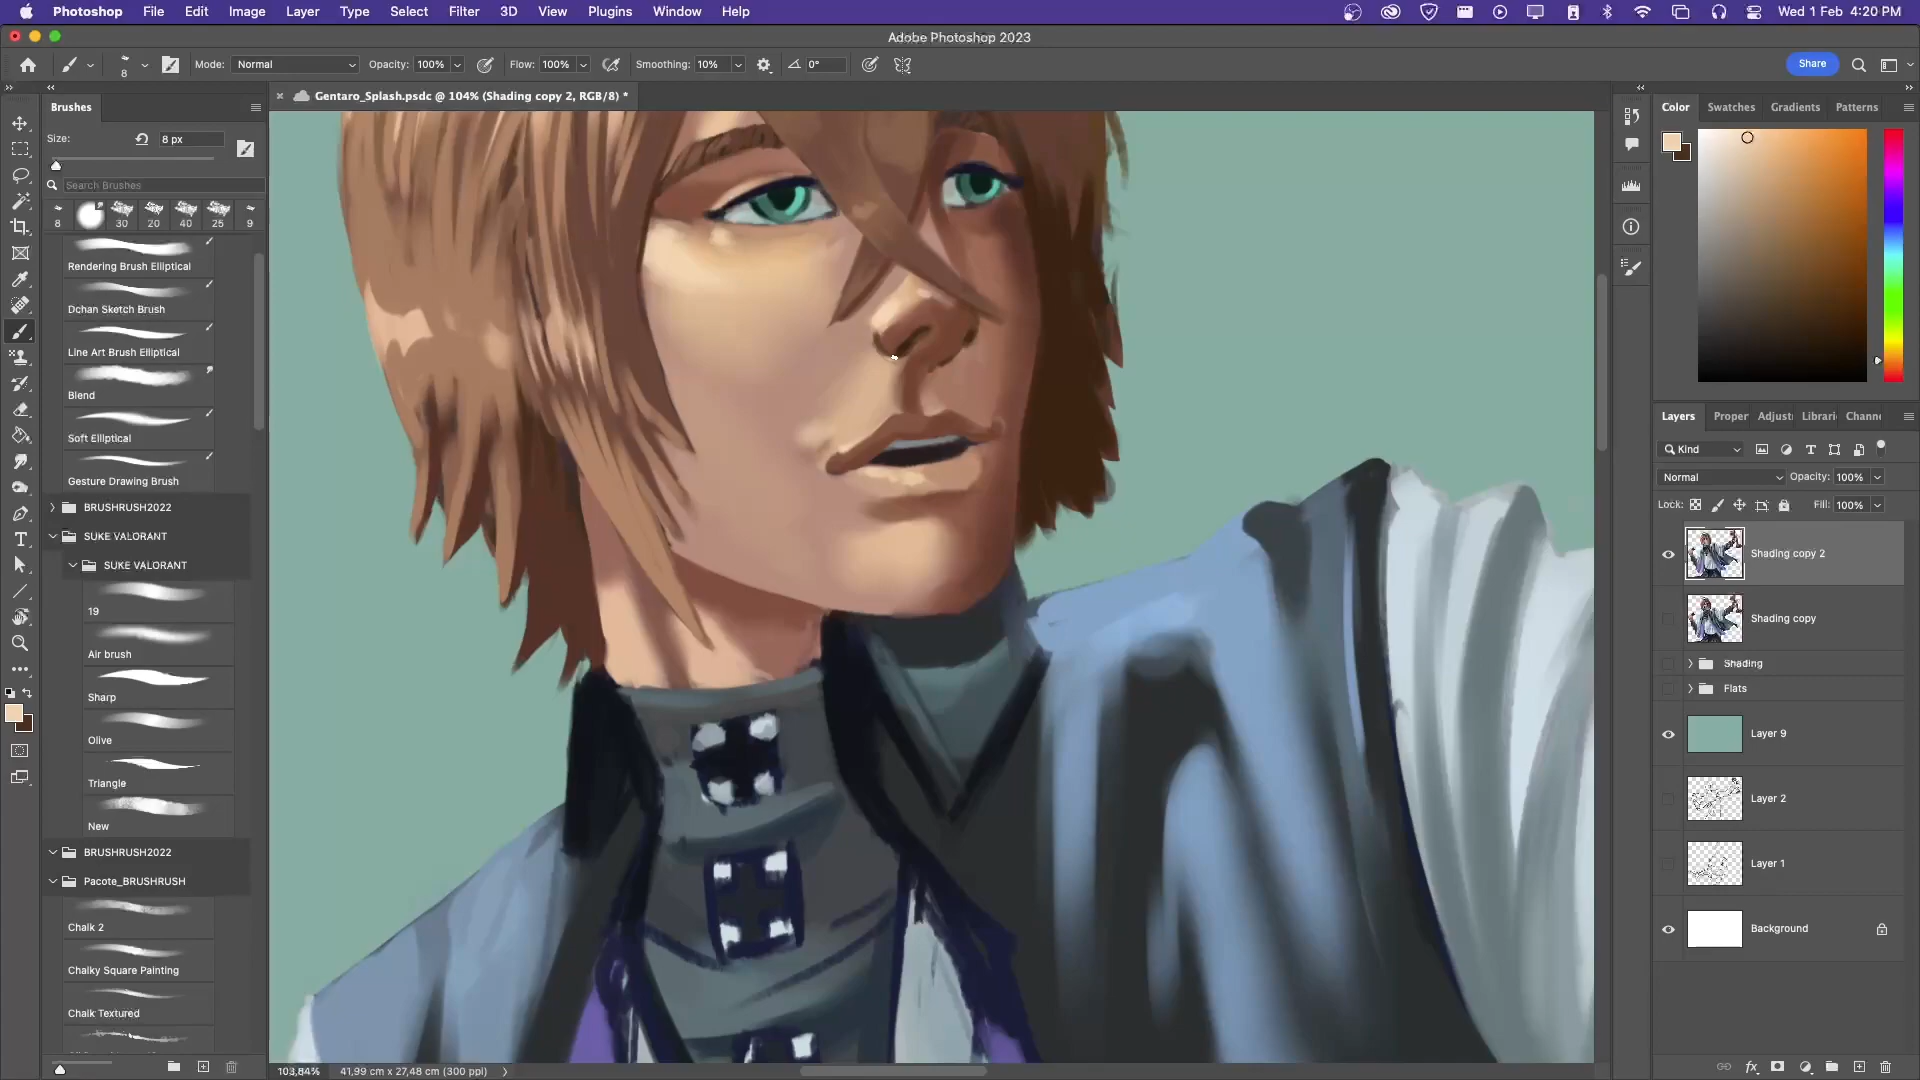 Photoshop File Edit Image Layer Type Select Filter 3D View Plugins Window Help Wed 1 Feb 4:20 PM
Adobe Photoshop 2023
8 Mode: Normal Opacity: 100% Flow: 100% Smoothing: 10% 0° Share
Brushes
Gentaro_Splash.psdc @ 104% (Shading copy 2, RGB/8) *
Size: 8 px
Search Brushes
8 30 20 40 25 9
Rendering Brush Elliptical
Dchan Sketch Brush
Line Art Brush Elliptical
Blend
Soft Elliptical
Gesture Drawing Brush
BRUSHRUSH2022
SUKE VALORANT
SUKE VALORANT
19
Air brush
Sharp
Olive
Triangle
New
BRUSHRUSH2022
Pacote_BRUSHRUSH
Chalk 2
Chalky Square Painting
Chalk Textured
103,84% 41,99 cm x 27,48 cm (300 ppi)
Color Swatches Gradients Patterns
Layers Proper Adjust Librari Chann
Kind
Normal Opacity: 100%
Lock: Fill: 100%
Shading copy 2
Shading copy
Shading
Flats
Layer 9
Layer 2
Layer 1
Background